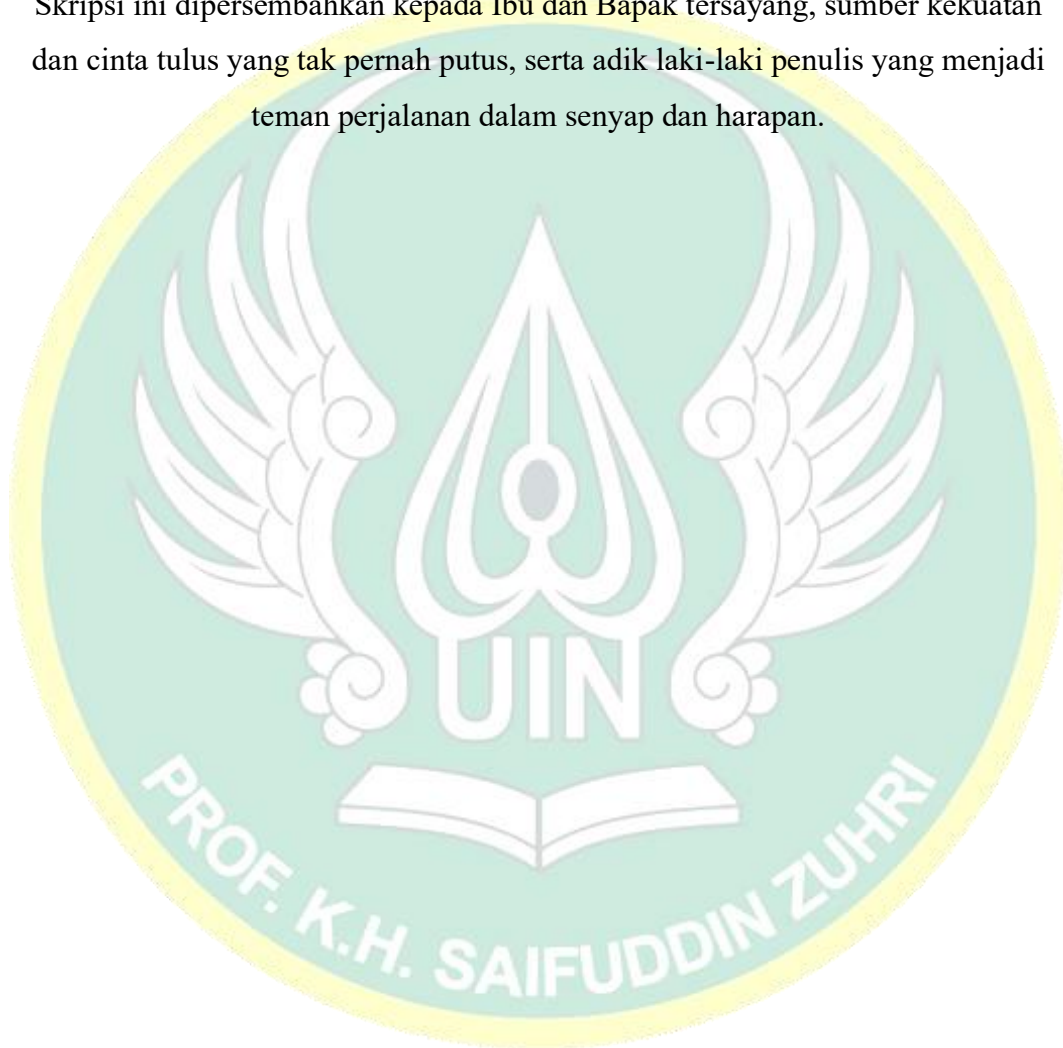 Skripsi ini dipersembahkan kepada Ibu dan Bapak tersayang, sumber kekuatan
dan cinta tulus yang tak pernah putus, serta adik laki-laki penulis yang menjadi
teman perjalanan dalam senyap dan harapan.
UIN
PROF. K.H. SAIFUDDIN ZUHRI